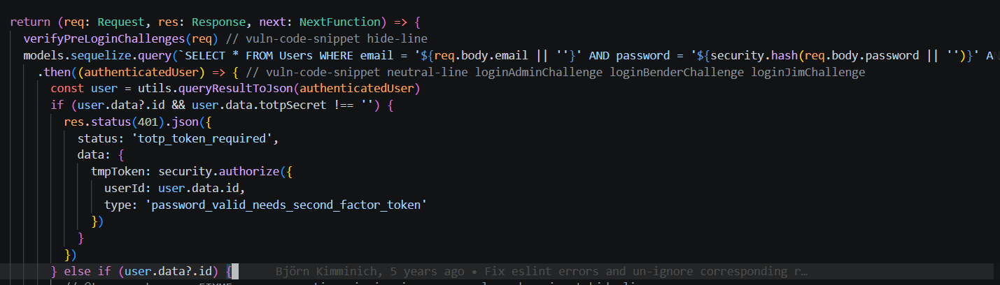 return (req: Request, res: Response, next: NextFunction) => {
verifyPreLoginChallenges(req) // vuln-code-snippet hide-line
models.sequelize.query(`SELECT * FROM Users WHERE email = '${req.body.email || ''}' AND password = '${security.hash(req.body.password || '')}' AN
.then((authenticatedUser) => { // vuln-code-snippet neutral-line loginAdminChallenge loginBenderChallenge loginJimChallenge
const user = utils.queryResultToJson(authenticatedUser)
if (user.data?.id && user.data.totpSecret !== '') {
res.status(401).json({
status: 'totp_token_required',
data: {
tmpToken: security.authorize({
userId: user.data.id,
type: 'password_valid_needs_second_factor_token'
})
}
})
} else if (user.data?.id) { Björn Kimminich, 5 years ago • Fix eslint errors and un-ignore corresponding r…